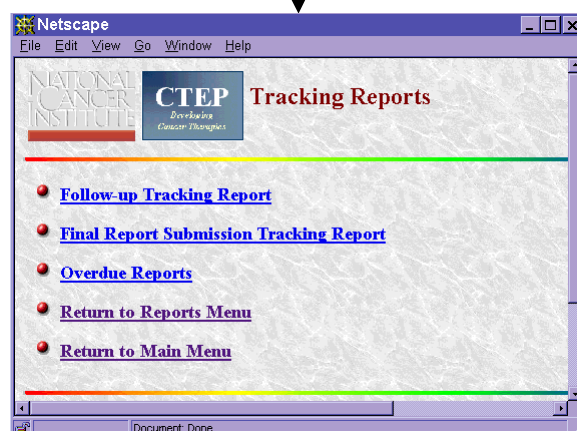 Netscape
File Edit View Go Window Help
NATIONAL
CANCER
INSTITUTE
CTEP
Developing
Cancer Therapies
Tracking Reports
Follow-up Tracking Report
Final Report Submission Tracking Report
Overdue Reports
Return to Reports Menu
Return to Main Menu
Document: Done